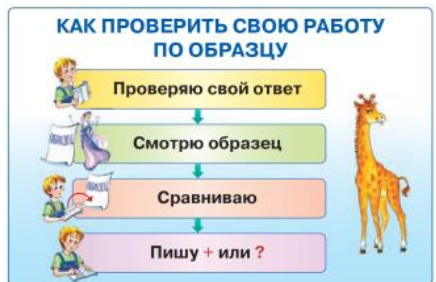 КАК ПРОВЕРИТЬ СВОЮ РАБОТУ
ПО ОБРАЗЦУ
Проверяю свой ответ
Смотрю образец
Сравниваю
Пишу + или ?